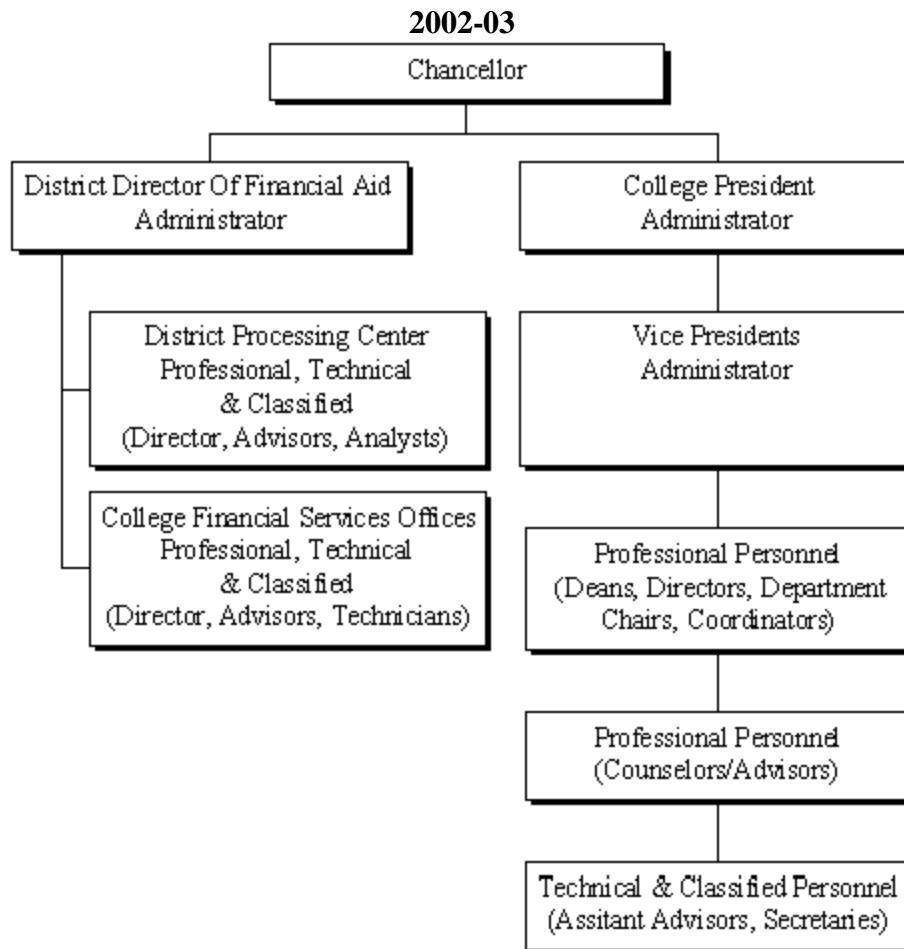 2002-03
Chancellor
District Director Of Financial Aid
Administrator
College President
Administrator
District Processing Center
Professional, Technical
& Classified
(Director, Advisors, Analysts)
Vice Presidents
Administrator
College Financial Services Offices
Professional, Technical
& Classified
(Director, Advisors, Technicians)
Professional Personnel
(Deans, Directors, Department
Chairs, Coordinators)
Professional Personnel
(Counselors/Advisors)
Technical & Classified Personnel
(Assitant Advisors, Secretaries)